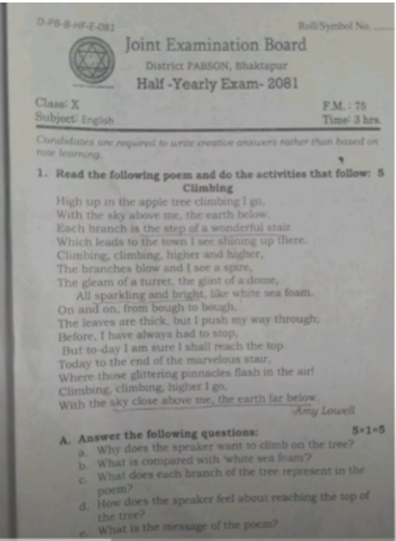 D-PB-B-HF-E-081
Roll/Symbol No. ......
Joint Examination Board
District PABSON, Bhaktapur
Half -Yearly Exam- 2081
Class: X
F.M. : 75
Subject: English
Time: 3 hrs.
Candidates are required to write creative answers rather than based on
rote learning.
1. Read the following poem and do the activities that follow: 5
Climbing
High up in the apple tree climbing I go,
With the sky above me, the earth below.
Each branch is the step of a wonderful stair
Which leads to the town I see shining up there.
Climbing, climbing, higher and higher,
The branches blow and I see a spire,
The gleam of a turret, the glint of a dome,
All sparkling and bright, like white sea foam.
On and on, from bough to bough,
The leaves are thick, but I push my way through;
Before, I have always had to stop,
But to-day I am sure I shall reach the top.
Today to the end of the marvelous stair,
Where those glittering pinnacles flash in the air!
Climbing, climbing, higher I go,
With the sky close above me, the earth far below.
-Amy Lowell
A. Answer the following questions: 5×1=5
a. Why does the speaker want to climb on the tree?
b. What is compared with 'white sea foam'?
c. What does each branch of the tree represent in the
poem?
d. How does the speaker feel about reaching the top of
the tree?
e. What is the message of the poem?